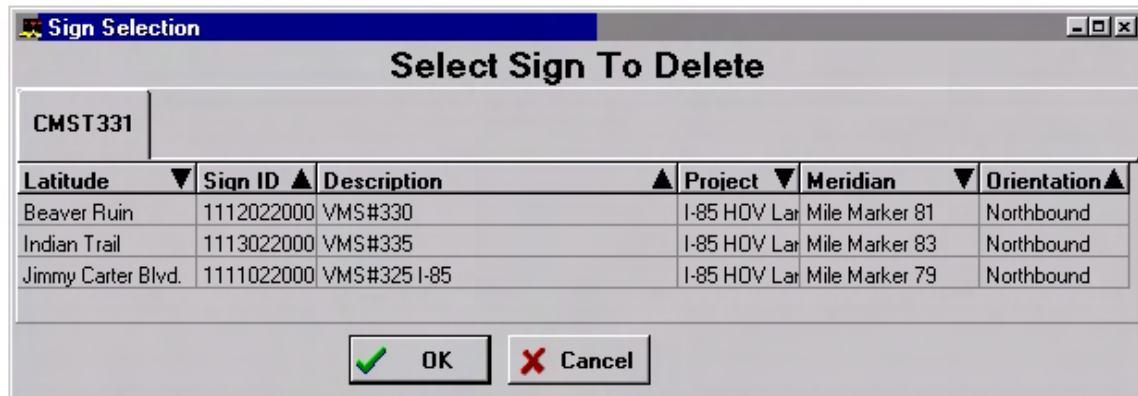 Sign Selection
Select Sign To Delete
CMST331
Latitude Sign ID Description Project Meridian Orientation
Beaver Ruin 1112022000 VMS#330 I-85 HOV Lar Mile Marker 81 Northbound
Indian Trail 1113022000 VMS#335 I-85 HOV Lar Mile Marker 83 Northbound
Jimmy Carter Blvd. 1111022000 VMS#325 I-85 I-85 HOV Lar Mile Marker 79 Northbound
OK Cancel